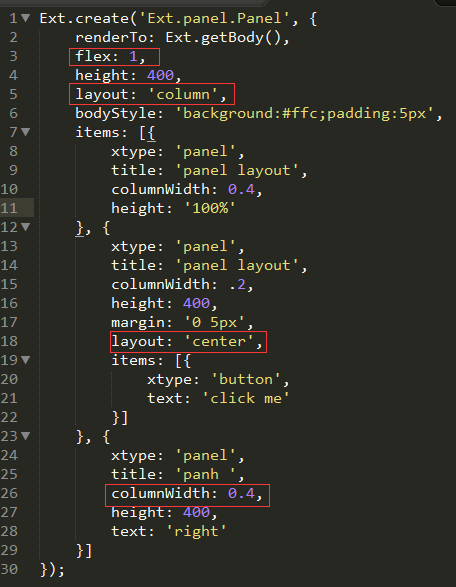 1 Ext.create('Ext.panel.Panel', {
2     renderTo: Ext.getBody(),
3     flex: 1,
4     height: 400,
5     layout: 'column',
6     bodyStyle: 'background:#ffc;padding:5px',
7     items: [{
8         xtype: 'panel',
9         title: 'panel layout',
10         columnWidth: 0.4,
11         height: '100%'
12     }, {
13         xtype: 'panel',
14         title: 'panel layout',
15         columnWidth: .2,
16         height: 400,
17         margin: '0 5px',
18         layout: 'center',
19         items: [{
20             xtype: 'button',
21             text: 'click me'
22         }]
23     }, {
24         xtype: 'panel',
25         title: 'panh ',
26         columnWidth: 0.4,
27         height: 400,
28         text: 'right'
29     }]
30 });